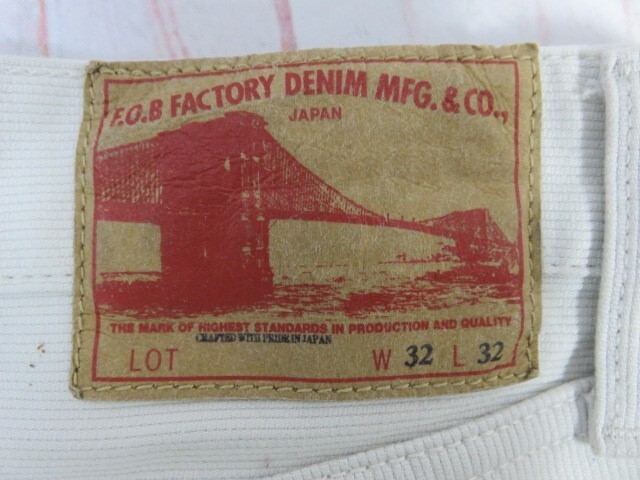 F.O.B FACTORY DENIM MFG. & CO.,
JAPAN
THE MARK OF HIGHEST STANDARDS IN PRODUCTION AND QUALITY
CRAFTED WITH PRIDE IN JAPAN
LOT W 32 L 32